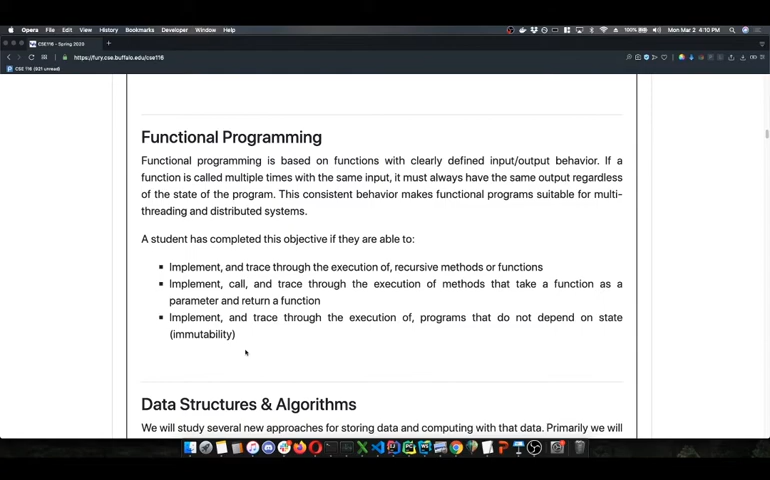 Opera File Edit View History Bookmarks Developer Window Help
100% Mon Mar 2 4:10 PM
CSE116 - Spring 2020
https://fury.cse.buffalo.edu/cse116
CSE 116 (921 unread)
Functional Programming
Functional programming is based on functions with clearly defined input/output behavior. If a
function is called multiple times with the same input, it must always have the same output regardless
of the state of the program. This consistent behavior makes functional programs suitable for multi-
threading and distributed systems.
A student has completed this objective if they are able to:
Implement, and trace through the execution of, recursive methods or functions
Implement, call, and trace through the execution of methods that take a function as a
parameter and return a function
Implement, and trace through the execution of, programs that do not depend on state
(immutability)
Data Structures & Algorithms
We will study several new approaches for storing data and computing with that data. Primarily we will